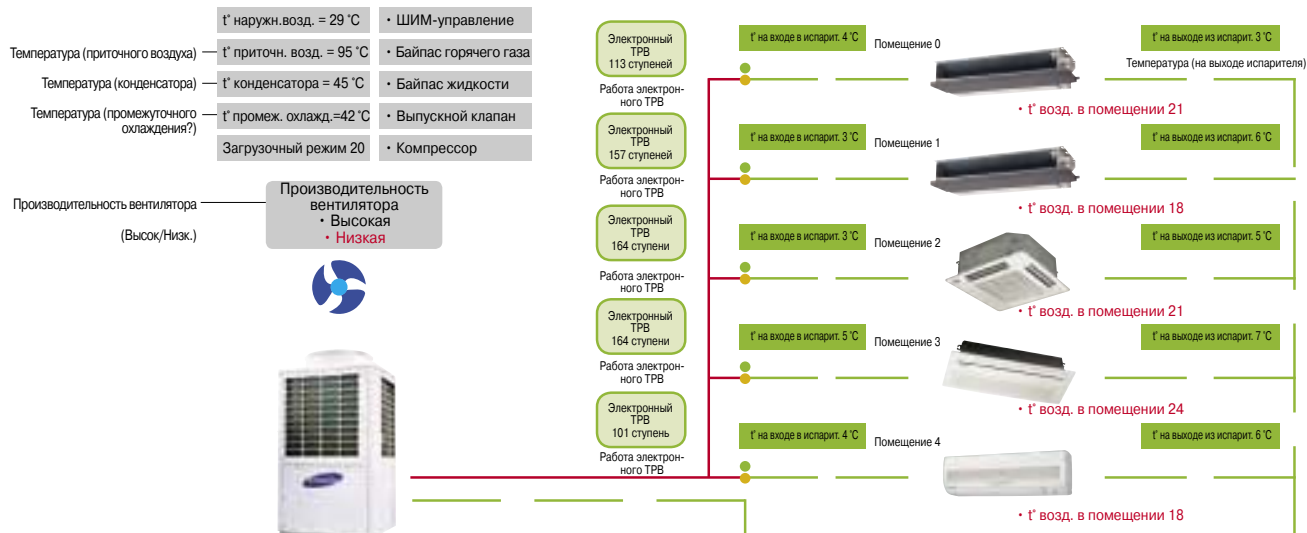 t˚ наружн.возд. = 29 ˚C
• ШИМ-управление
Температура (приточного воздуха)
t˚ приточн. возд. = 95 ˚C
• Байпас горячего газа
Температура (конденсатора)
t˚ конденсатора = 45 ˚C
• Байпас жидкости
Температура (промежуточного
охлаждения?)
t˚ промеж. охлажд.=42 ˚C
• Выпускной клапан
Загрузочный режим 20
• Компрессор
Производительность вентилятора
(Высок/Низк.)
Производительность
вентилятора
• Высокая
• Низкая
Электронный
ТРВ
113 ступеней
Работа электрон-
ного ТРВ
t˚ на входе в испарит. 4 ˚C
Помещение 0
t˚ на выходе из испарит. 3 ˚C
Температура (на выходе испарителя)
• t˚ возд. в помещении 21
Электронный
ТРВ
157 ступеней
Работа электрон-
ного ТРВ
t˚ на входе в испарит. 3 ˚C
Помещение 1
t˚ на выходе из испарит. 6 ˚C
• t˚ возд. в помещении 18
Электронный
ТРВ
164 ступени
Работа электрон-
ного ТРВ
t˚ на входе в испарит. 3 ˚C
Помещение 2
t˚ на выходе из испарит. 5 ˚C
• t˚ возд. в помещении 21
Электронный
ТРВ
164 ступени
Работа электрон-
ного ТРВ
t˚ на входе в испарит. 5 ˚C
Помещение 3
t˚ на выходе из испарит. 7 ˚C
• t˚ возд. в помещении 24
Электронный
ТРВ
101 ступень
Работа электрон-
ного ТРВ
t˚ на входе в испарит. 4 ˚C
Помещение 4
t˚ на выходе из испарит. 6 ˚C
• t˚ возд. в помещении 18